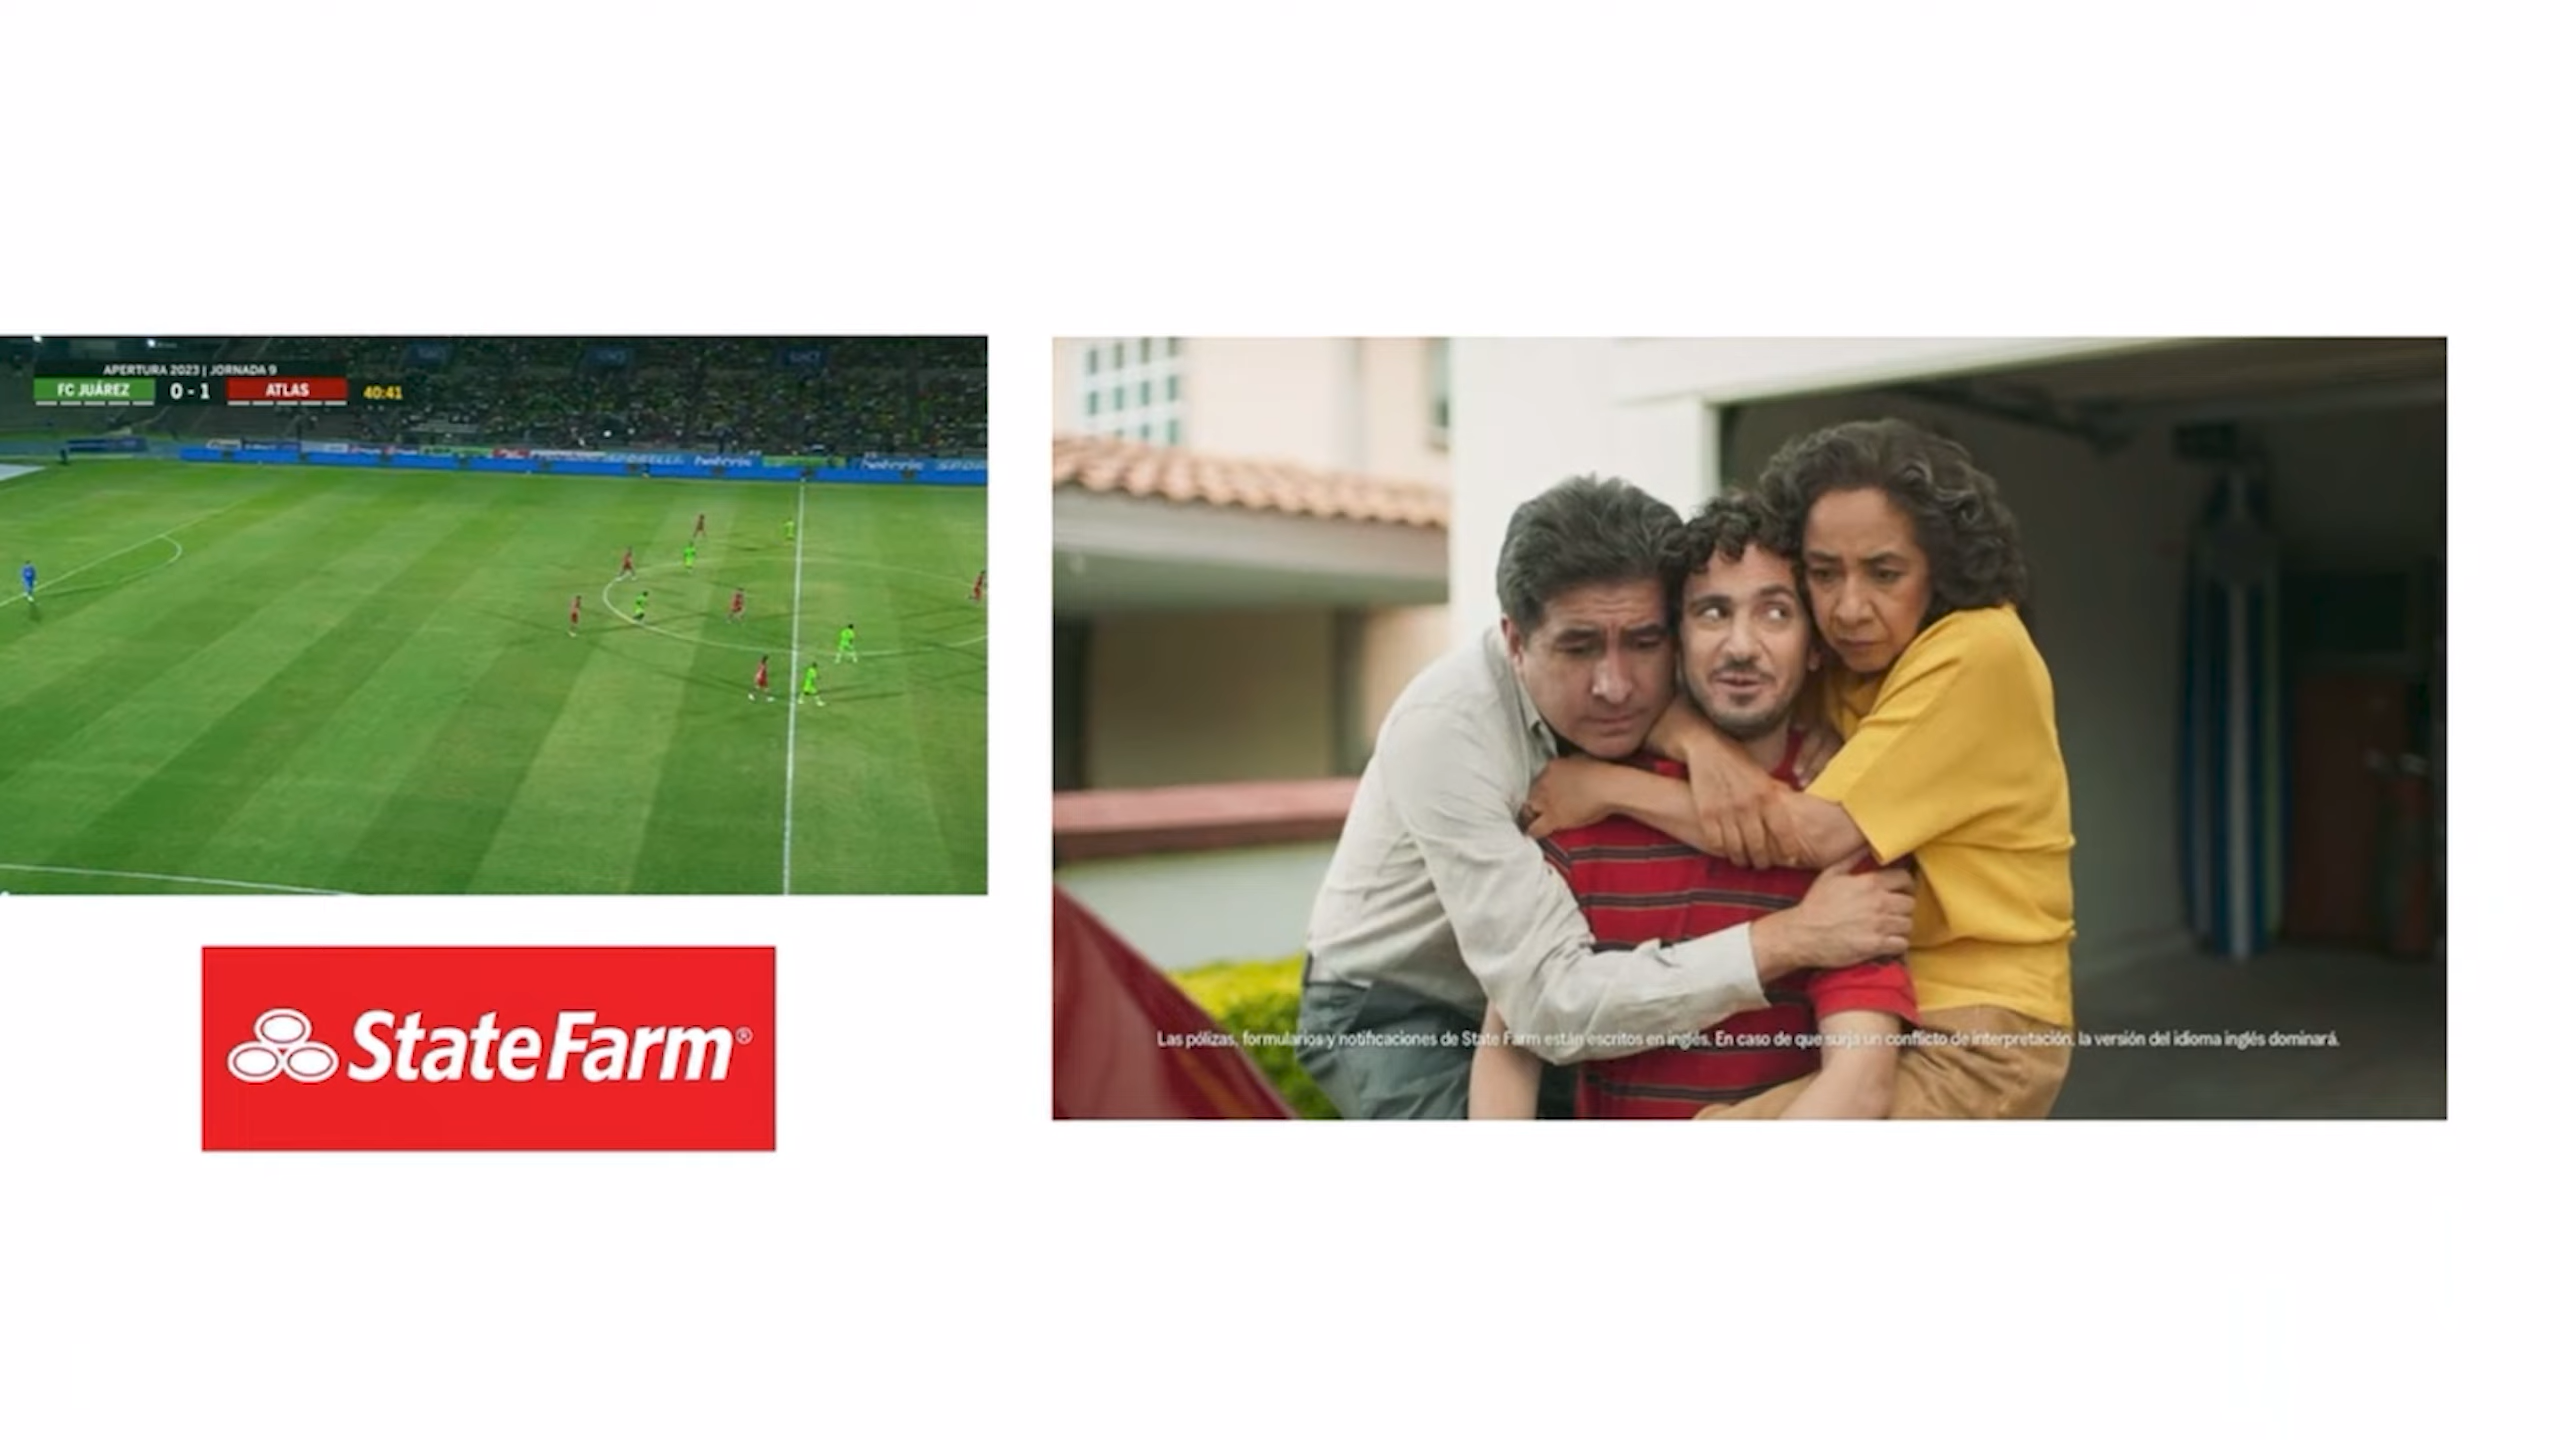 APERTURA 2023 | JORNADA 9
FC JUÁREZ 0 - 1 ATLAS 40:41
StateFarm®
Las pólizas, formularios y notificaciones de State Farm están escritos en inglés. En caso de que surja un conflicto de interpretación, la versión del idioma inglés dominará.